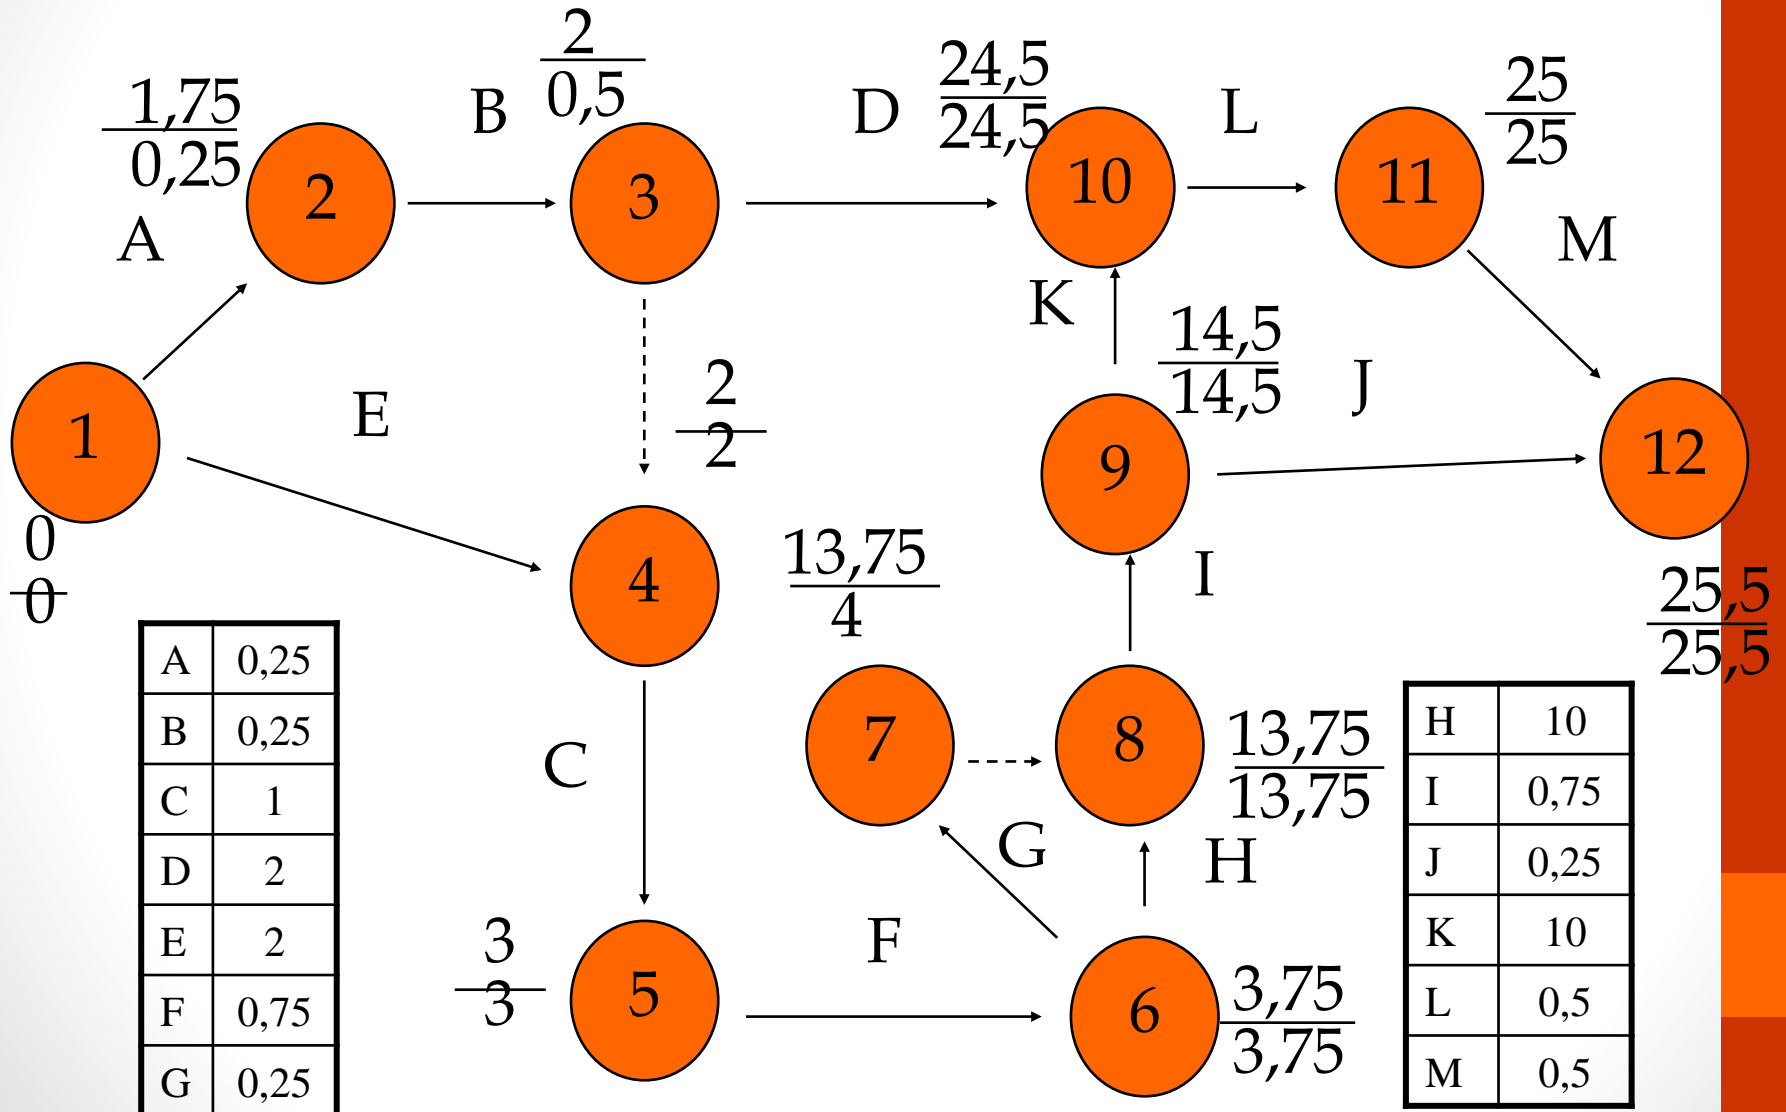 2
0,5
1,75
0,25
B
D
24,5
24,5
L
25
25
2
3
10
11
A
M
K
14,5
14,5
J
E
2
2
1
9
12
0
0
4
13,75
4
I
25,5
25,5
C
7
8
13,75
13,75
G
H
F
3
3
5
6
3,75
3,75
A 0,25
B 0,25
C 1
D 2
E 2
F 0,75
G 0,25
H 10
I 0,75
J 0,25
K 10
L 0,5
M 0,5